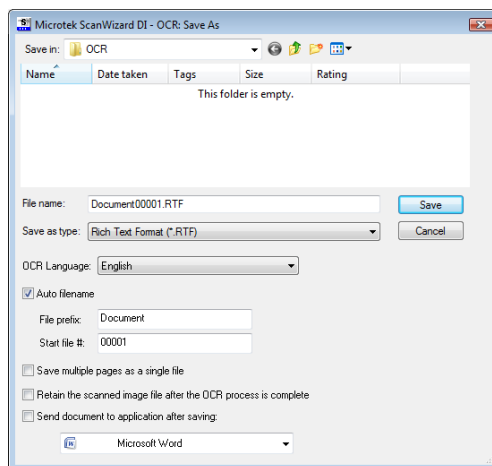 Microtek ScanWizard DI - OCR: Save As
Save in: OCR
Name Date taken Tags Size Rating
This folder is empty.
File name: Document00001.RTF Save
Save as type: Rich Text Format (*.RTF) Cancel
OCR Language: English
Auto filename
File prefix: Document
Start file #: 00001
Save multiple pages as a single file
Retain the scanned image file after the OCR process is complete
Send document to application after saving:
Microsoft Word